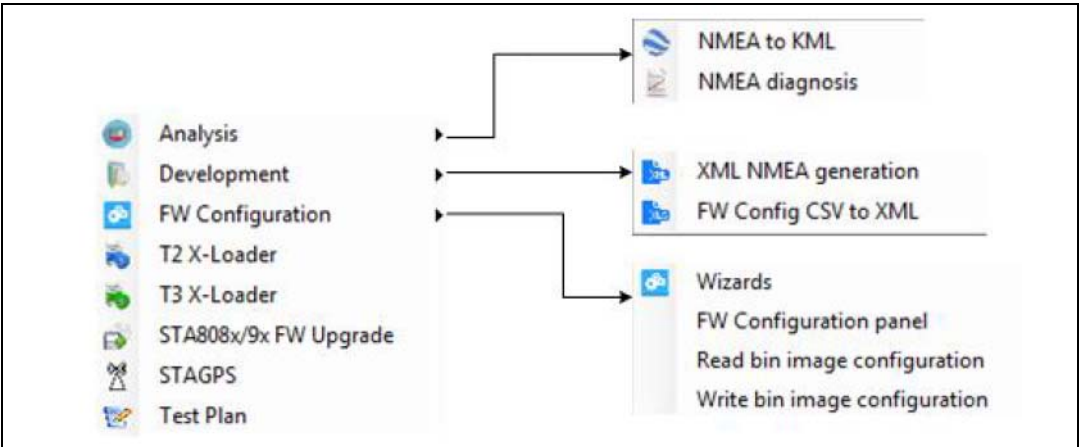 NMEA to KML
NMEA diagnosis
Analysis
Development
FW Configuration
T2 X-Loader
T3 X-Loader
STA808x/9x FW Upgrade
STAGPS
Test Plan
XML NMEA generation
FW Config CSV to XML
Wizards
FW Configuration panel
Read bin image configuration
Write bin image configuration